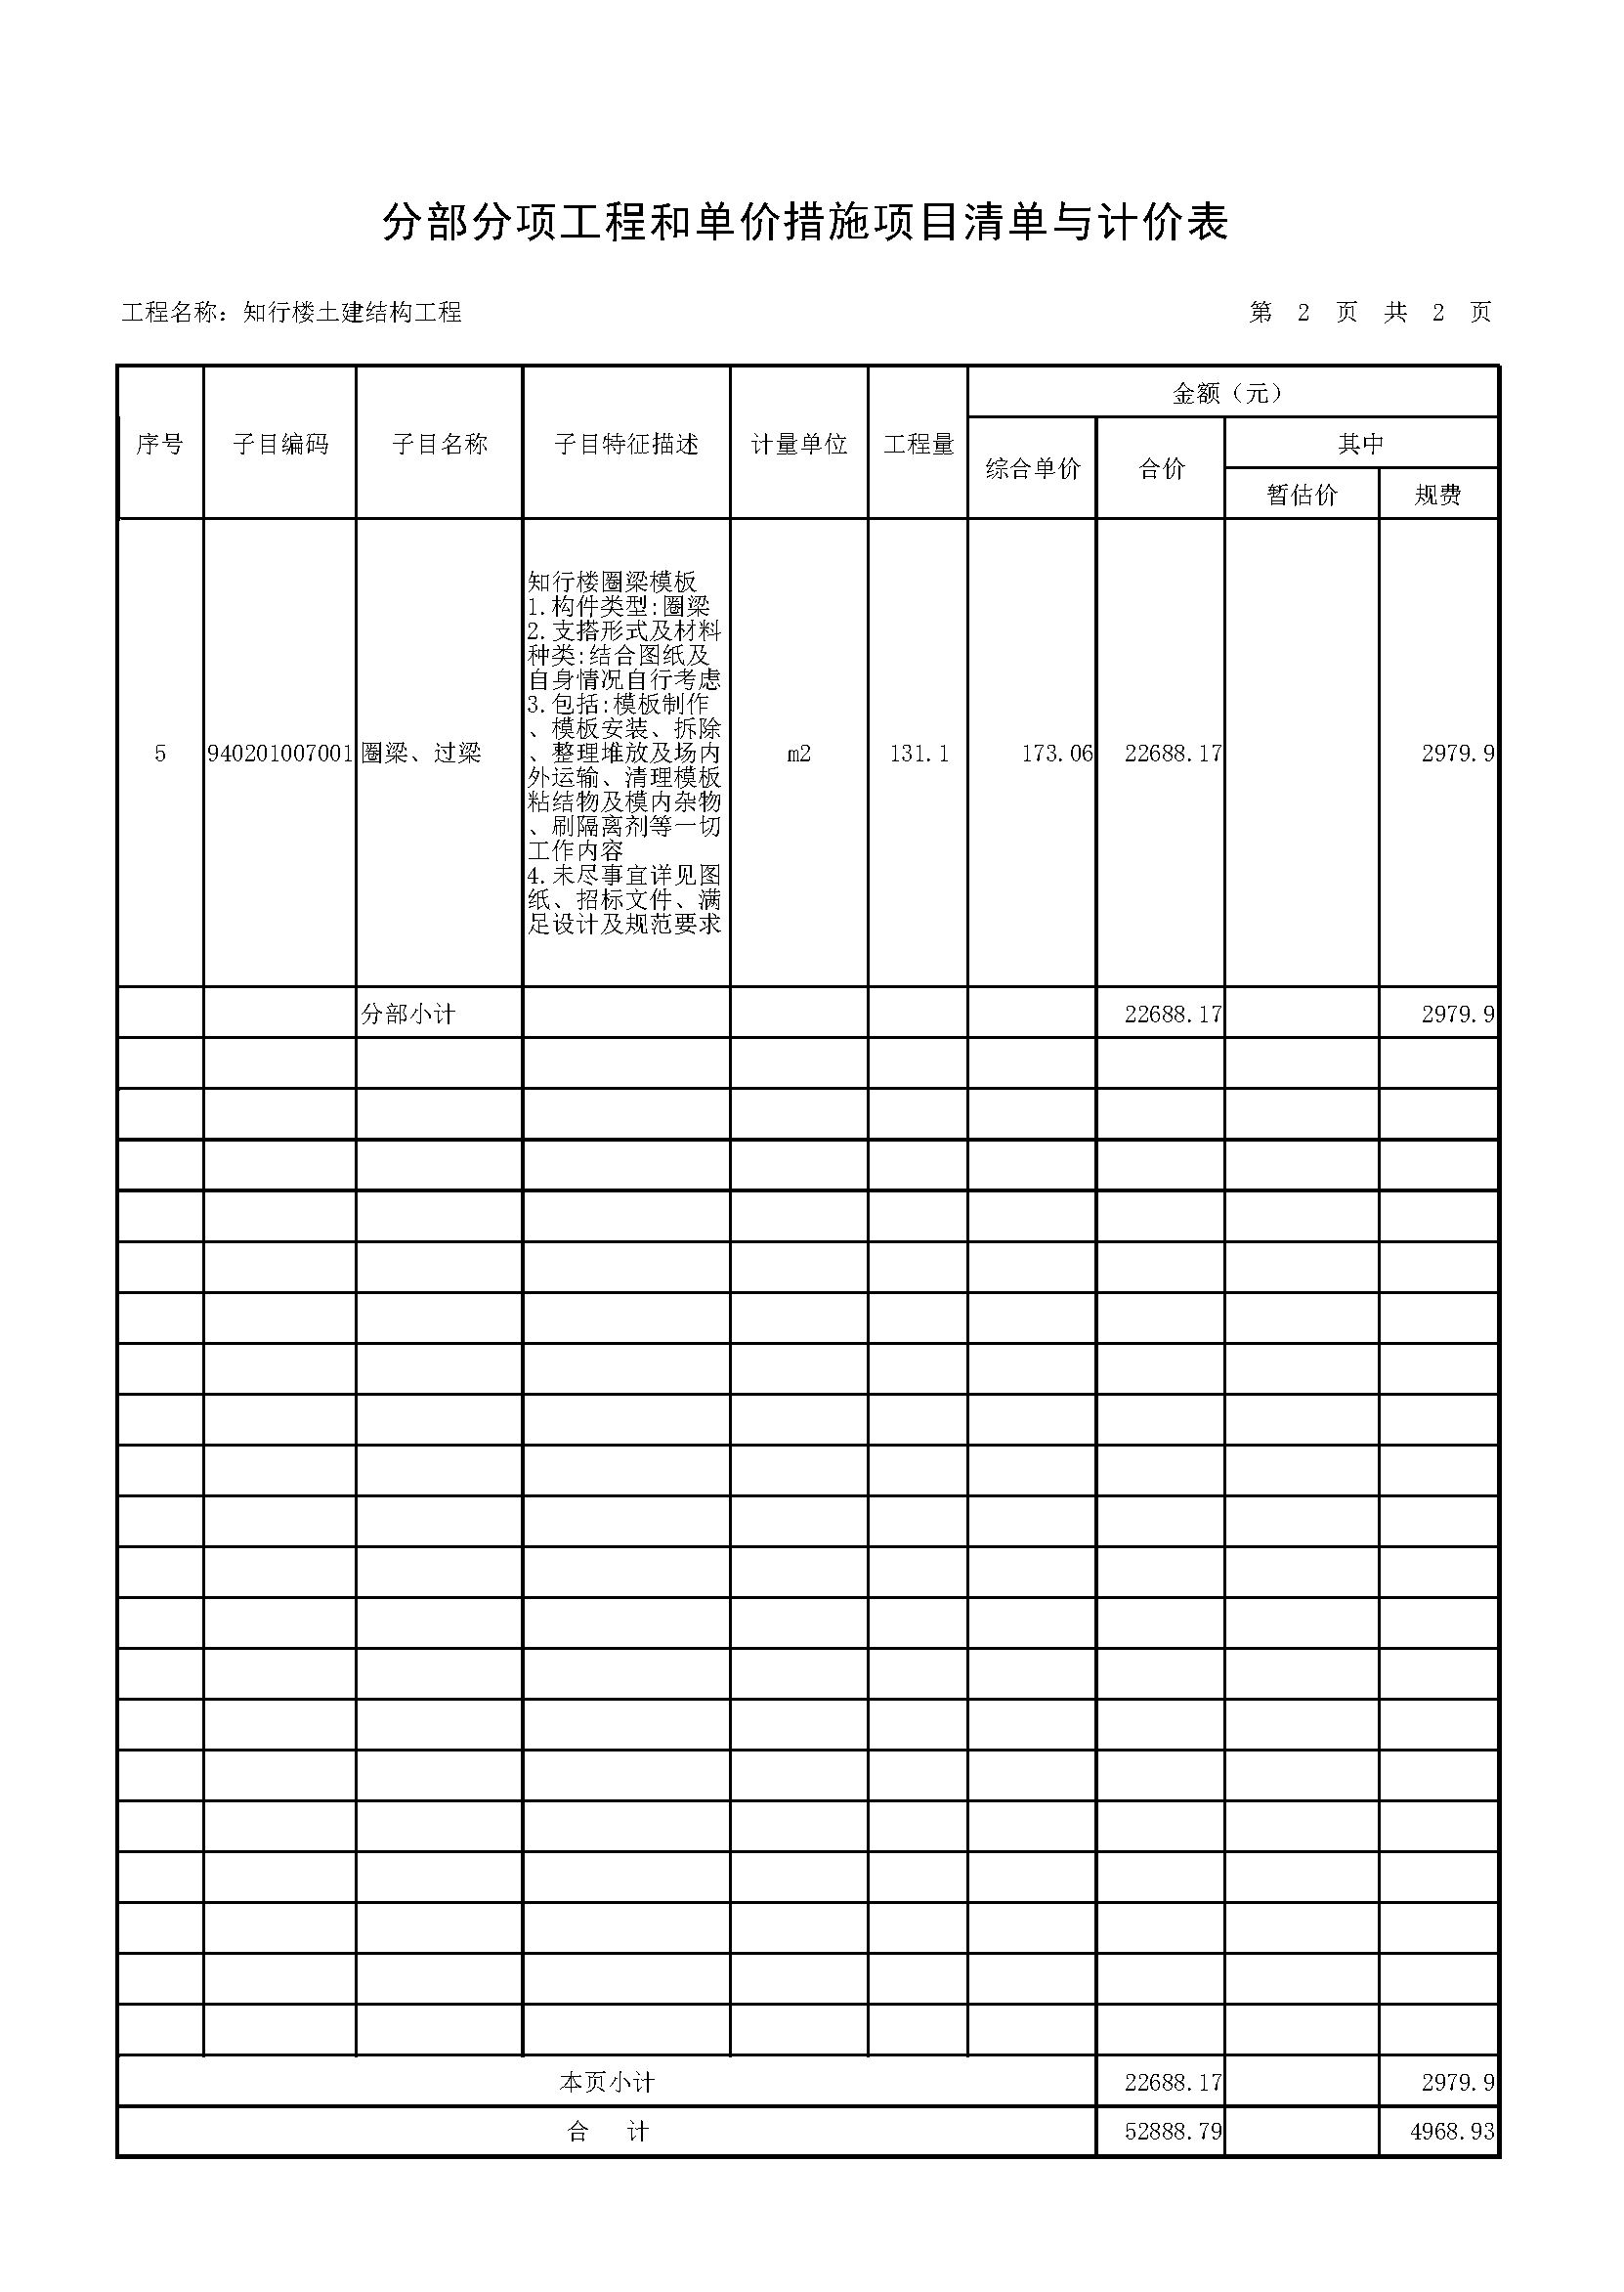 分部分项工程和单价措施项目清单与计价表
工程名称：知行楼土建结构工程 第 2 页 共 2 页
序号 子目编码 子目名称 子目特征描述 计量单位 工程量 金额（元）
综合单价 合价 其中
暂估价 规费
知行楼圈梁模板
1.构件类型:圈梁
2.支搭形式及材料
种类:结合图纸及
自身情况自行考虑
3.包括:模板制作
、模板安装、拆除
5 940201007001 圈梁、过梁 、整理堆放及场内 m2 131.1 173.06 22688.17 2979.9
外运输、清理模板
粘结物及模内杂物
、刷隔离剂等一切
工作内容
4.未尽事宜详见图
纸、招标文件、满
足设计及规范要求
分部小计 22688.17 2979.9
本页小计 22688.17 2979.9
合 计 52888.79 4968.93